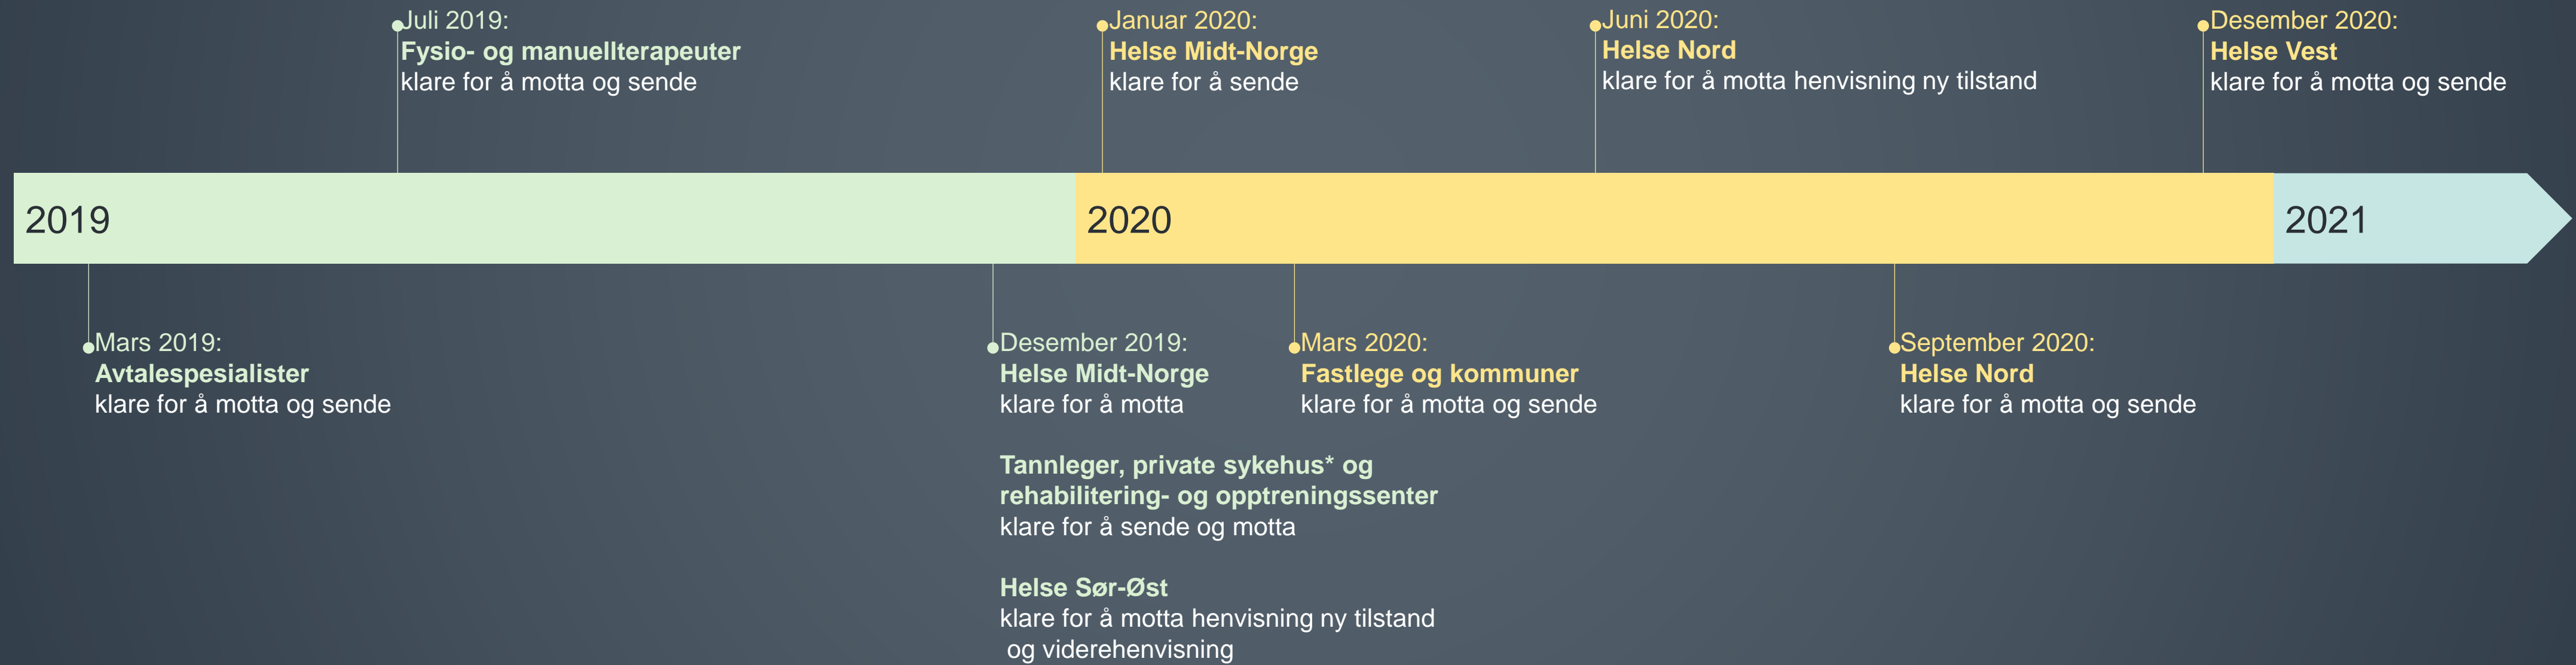 Juli 2019:
Fysio- og manuellterapeuter
klare for å motta og sende
Januar 2020:
Helse Midt-Norge
klare for å sende
Juni 2020:
Helse Nord
klare for å motta henvisning ny tilstand
Desember 2020:
Helse Vest
klare for å motta og sende
2019
2020
2021
Mars 2019:
Avtalespesialister
klare for å motta og sende
Desember 2019:
Helse Midt-Norge
klare for å motta
Tannleger, private sykehus* og
rehabilitering- og opptreningssenter
klare for å sende og motta
Helse Sør-Øst
klare for å motta henvisning ny tilstand
og viderehenvisning
Mars 2020:
Fastlege og kommuner
klare for å motta og sende
September 2020:
Helse Nord
klare for å motta og sende